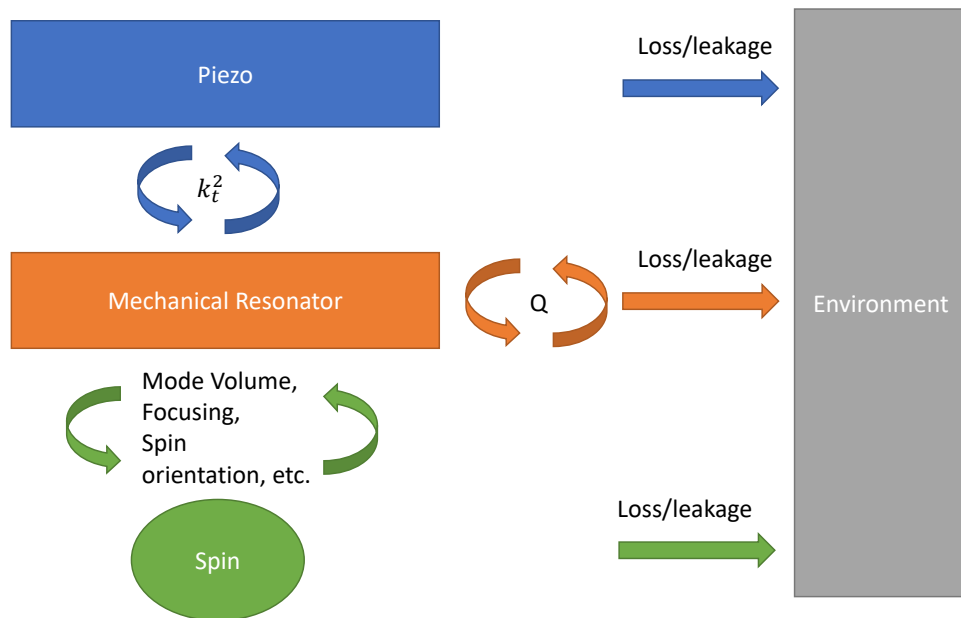 Piezo
Loss/leakage
$k_t^2$
Mechanical Resonator
Q
Loss/leakage
Environment
Mode Volume,
Focusing,
Spin
orientation, etc.
Spin
Loss/leakage